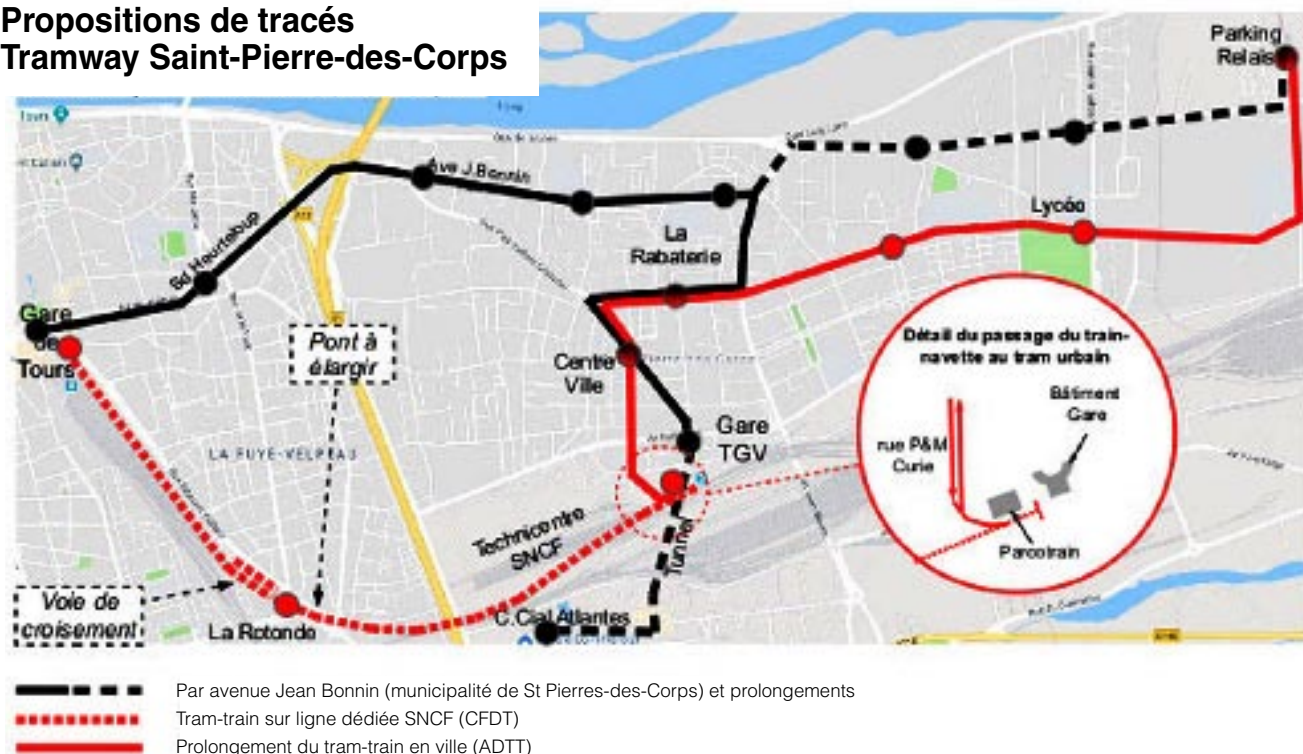 Propositions de tracés
Tramway Saint-Pierre-des-Corps
Parking
Relais
Tours
Ave J.Bonnin
Bd Heurteloup
La
Rabaterie
Lycée
Gare
de
Tours
Pont à
élargir
Centre
Ville
Gare
TGV
LA FUYE-VELPEAU
Technicentre
SNCF
Tunnel
Détail du passage du train-
navette au tram urbain
Bâtiment
Gare
rue P&M
Curie
Parcotrain
Voie de
croisement
La Rotonde
C.Cial Atlantes
Par avenue Jean Bonnin (municipalité de St Pierres-des-Corps) et prolongements
Tram-train sur ligne dédiée SNCF (CFDT)
Prolongement du tram-train en ville (ADTT)